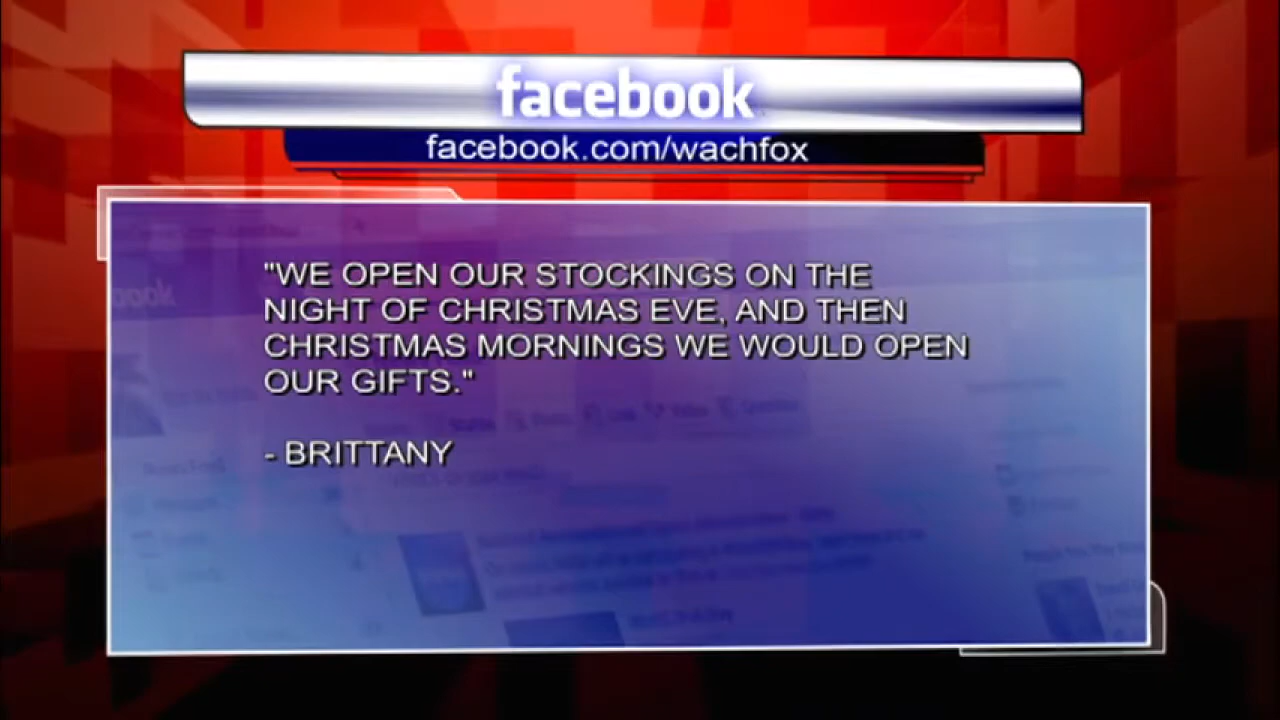 facebook
facebook.com/wachfox
"WE OPEN OUR STOCKINGS ON THE
NIGHT OF CHRISTMAS EVE, AND THEN
CHRISTMAS MORNINGS WE WOULD OPEN
OUR GIFTS."
- BRITTANY